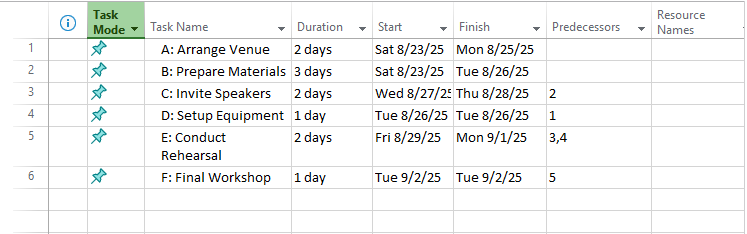 Task Mode Task Name Duration Start Finish Predecessors Resource Names
1 A: Arrange Venue 2 days Sat 8/23/25 Mon 8/25/25
2 B: Prepare Materials 3 days Sat 8/23/25 Tue 8/26/25
3 C: Invite Speakers 2 days Wed 8/27/25 Thu 8/28/25 2
4 D: Setup Equipment 1 day Tue 8/26/25 Tue 8/26/25 1
5 E: Conduct Rehearsal 2 days Fri 8/29/25 Mon 9/1/25 3,4
6 F: Final Workshop 1 day Tue 9/2/25 Tue 9/2/25 5